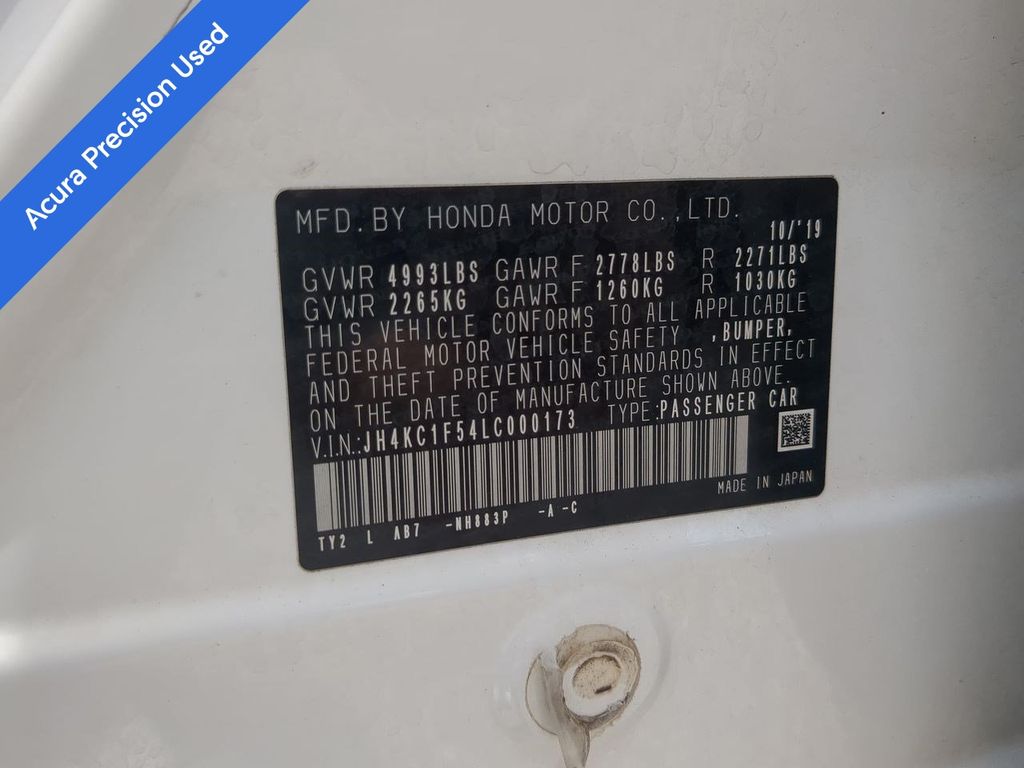 Acura Precision Used
MFD. BY HONDA MOTOR CO., LTD.
10/'19
GVWR 4993LBS GAWR F 2778LBS R 2271LBS
GVWR 2265KG GAWR F 1260KG R 1030KG
THIS VEHICLE CONFORMS TO ALL APPLICABLE
FEDERAL MOTOR VEHICLE SAFETY ,BUMPER,
AND THEFT PREVENTION STANDARDS IN EFFECT
ON THE DATE OF MANUFACTURE SHOWN ABOVE.
V.I.N.:JH4KC1F54LC000173 TYPE:PASSENGER CAR
MADE IN JAPAN
TY2 L AB7 -NH883P -A -C